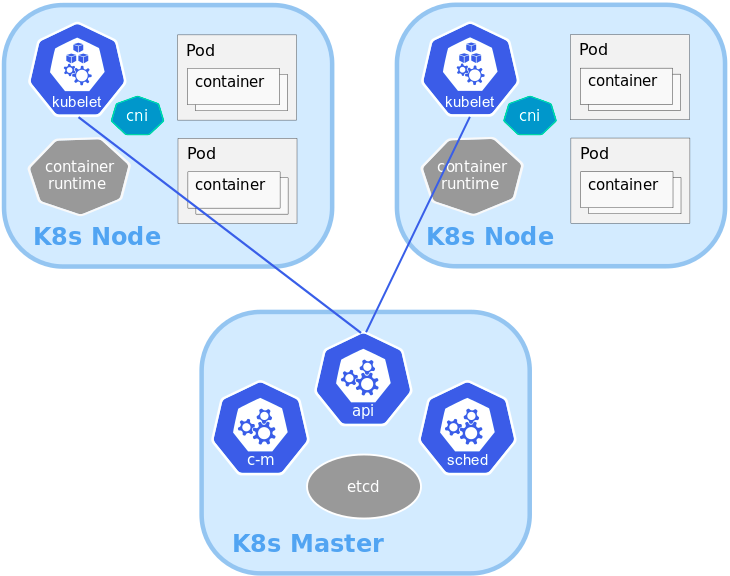 kubelet
cni
container
runtime
Pod
container
Pod
container
K8s Node
kubelet
cni
container
runtime
Pod
container
Pod
container
K8s Node
api
c-m
sched
etcd
K8s Master